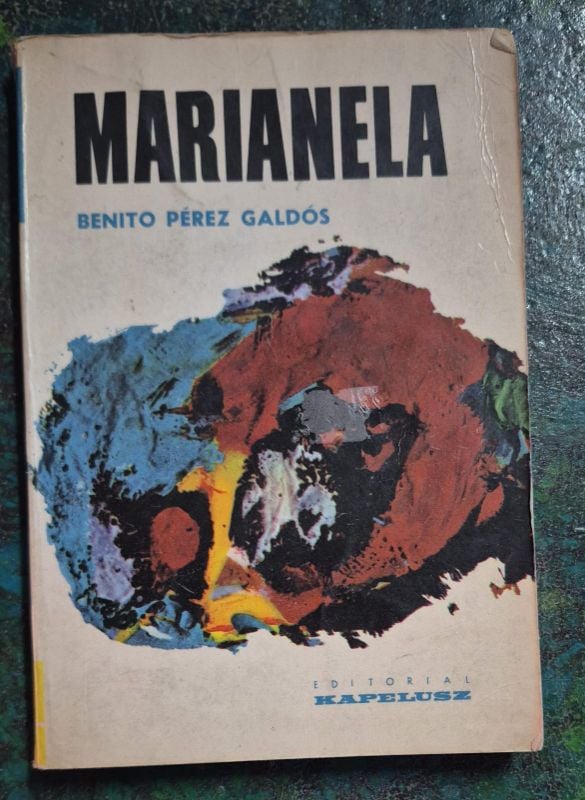 MARIANELA
BENITO PÉREZ GALDÓS
EDITORIAL
KAPELUSZ